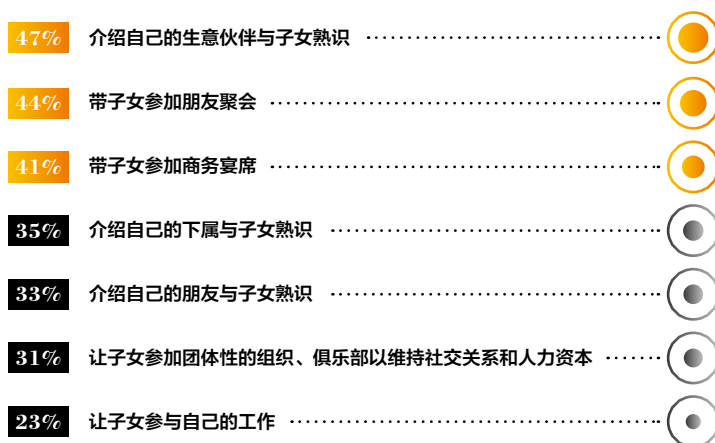 47% 介绍自己的生意伙伴与子女熟识
44% 带子女参加朋友聚会
41% 带子女参加商务宴席
35% 介绍自己的下属与子女熟识
33% 介绍自己的朋友与子女熟识
31% 让子女参加团体性的组织、俱乐部以维持社交关系和人力资本
23% 让子女参与自己的工作